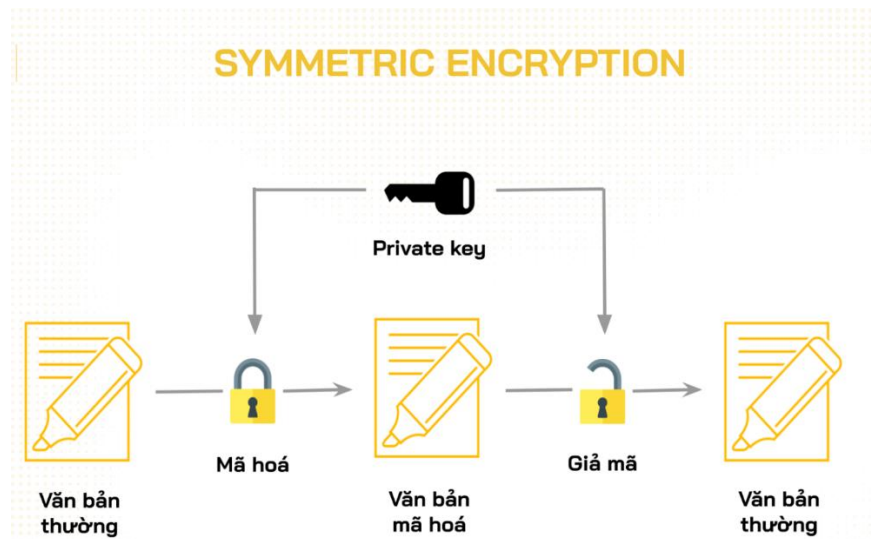 SYMMETRIC ENCRYPTION
Private key
Mã hoá
Giả mã
Văn bản
thường
Văn bản
mã hoá
Văn bản
thường